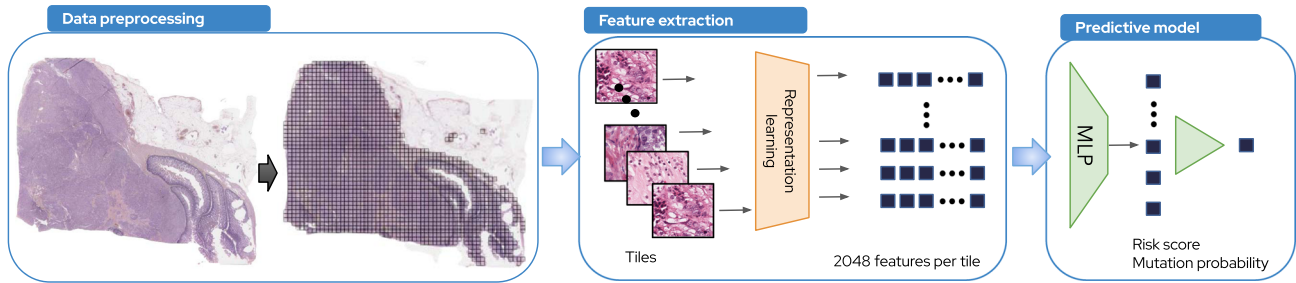 Data preprocessing
Feature extraction
Predictive model
Representation
learning
MLP
Tiles
2048 features per tile
Risk score
Mutation probability